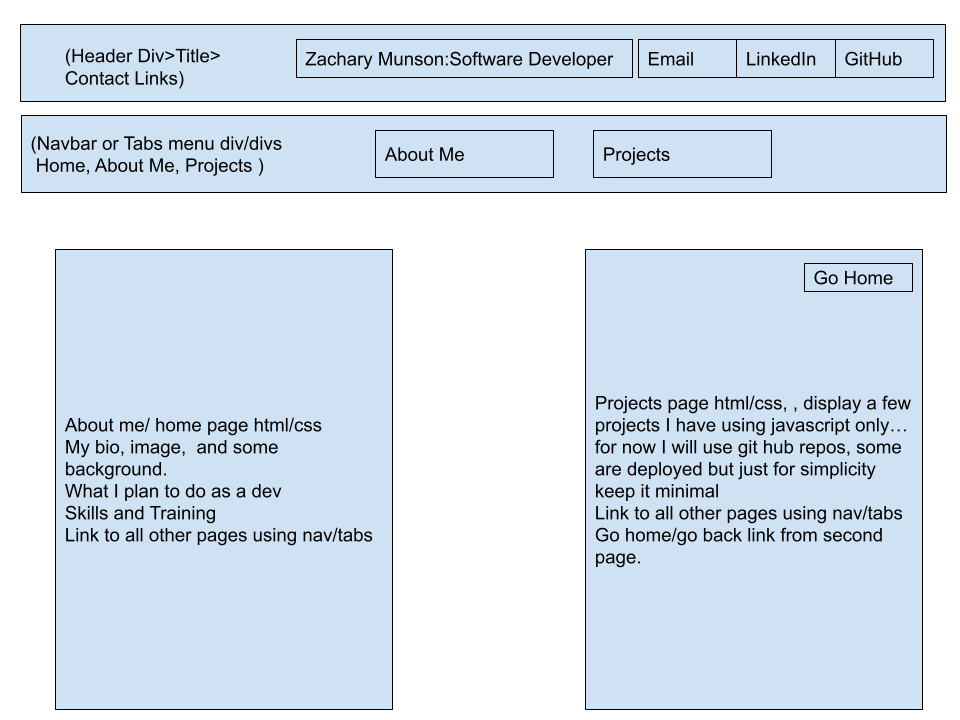 (Header Div>Title>
Contact Links)
Zachary Munson:Software Developer
Email
LinkedIn
GitHub
(Navbar or Tabs menu div/divs
Home, About Me, Projects )
About Me
Projects
About me/ home page html/css
My bio, image,  and some
background.
What I plan to do as a dev
Skills and Training
Link to all other pages using nav/tabs
Go Home
Projects page html/css, , display a few
projects I have using javascript only…
for now I will use git hub repos, some
are deployed but just for simplicity
keep it minimal
Link to all other pages using nav/tabs
Go home/go back link from second
page.